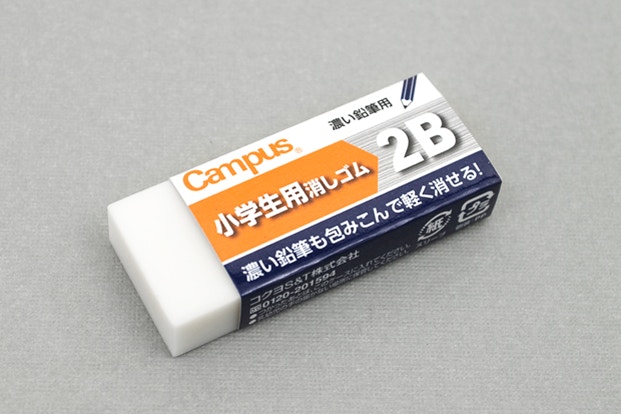 Campus®
濃い鉛筆用
小学生用消しゴム
2B
濃い鉛筆も包みこんで軽く消せる!
コクヨS&T株式会社
0120-201594
紙